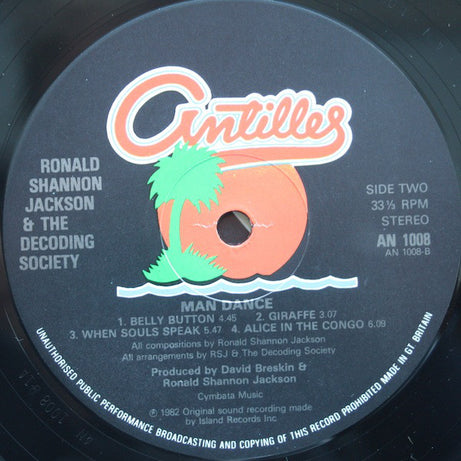 Antilles
RONALD
SHANNON
JACKSON
& THE
DECODING
SOCIETY
SIDE TWO
33⅓ RPM
STEREO
AN 1008
AN 1008-B
MAN DANCE
1. BELLY BUTTON 4.45 2. GIRAFFE 3.07
3. WHEN SOULS SPEAK 5.47 4. ALICE IN THE CONGO 6.09
All compositions by Ronald Shannon Jackson
All arrangements by RSJ & The Decoding Society
Produced by David Breskin &
Ronald Shannon Jackson
Cymbata Music
℗ 1982 Original sound recording made
by Island Records Inc
UNAUTHORISED PUBLIC PERFORMANCE BROADCASTING AND COPYING OF THIS RECORD PROHIBITED MADE IN GT BRITAIN